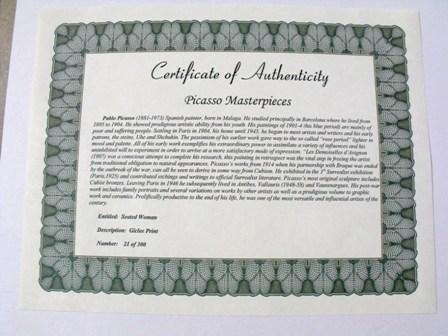 Certificate of Authenticity
Picasso Masterpieces
Pablo Picasso (1881-1973) Spanish painter, born in Malaga. He studied principally in Barcelona where he lived from
1895 to 1904. He showed prodigious artistic ability from his youth. His paintings of 1901-4 this blue period) are mainly of
poor and suffering people. Settling in Paris in 1904, his home until 1945, he began to meet artists and writers and his early
patrons, the steins, Uhe and Shchukin. The pessimism of his earlier work gave way to the so called "rose period" lighter in
mood and palette. All of his early work exemplifies his extraordinary power to assimilate a variety of influences and his
uninhibited will to experiment in order to arrive at a more satisfactory mode of expression. "Les Demoiselles d'Avignon
(1907) was a conscious attempt to complete his research, this painting in retrospect was the vital step in freeing the artist
from traditional obligation to natural appearances. Picasso's works from 1914 when his partnership with Braque was ended
by the outbreak of the war, can all be seen to derive in some way from Cubism. He exhibited in the 1st Surrealist exhibition
(Paris,1925) and contributed etchings and writings to official Surrealist literature. Picasso's most original sculpture includes
Cubist bronzes. Leaving Paris in 1946 he subsequently lived in Antibes, Vallauris (1948-59) and Vauvenargues. His post-war
work includes family portraits and several variations on works by other artists as well as a prodigious volume to graphic
work and ceramics. Prolifically productive to the end of his life, he was one of the most versatile and influential artists of the
century.
Entitled: Seated Woman
Description: Giclee Print
Number: 21 of 300